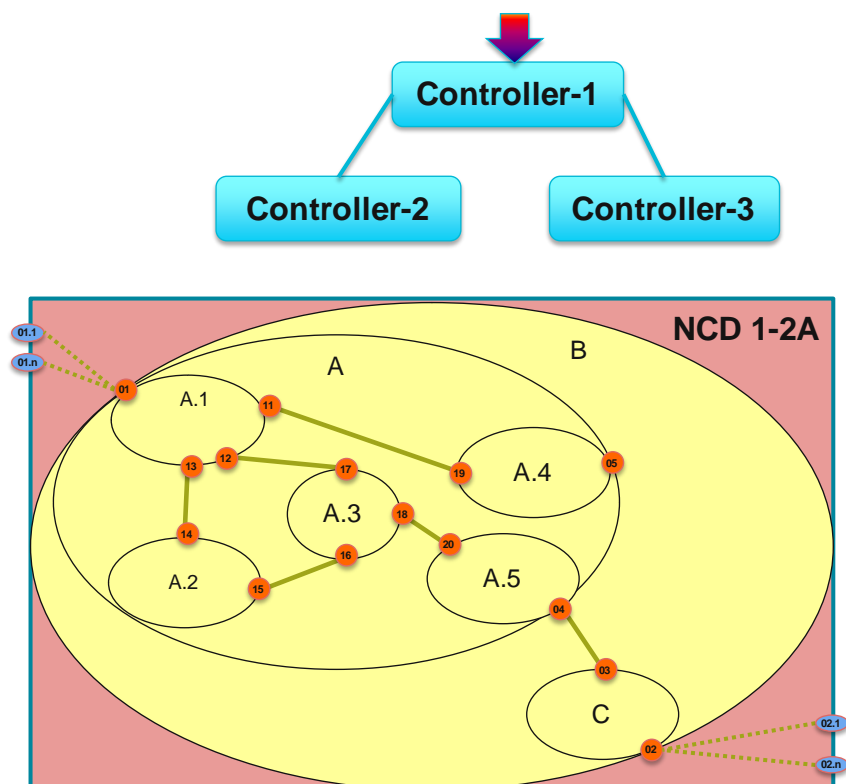 Controller-1
Controller-2
Controller-3
NCD 1-2A
01.1
01.n
B
A
01
A.1
11
13
12
17
19
A.4
05
A.3
18
14
16
20
A.2
15
A.5
04
03
C
02
02.1
02.n